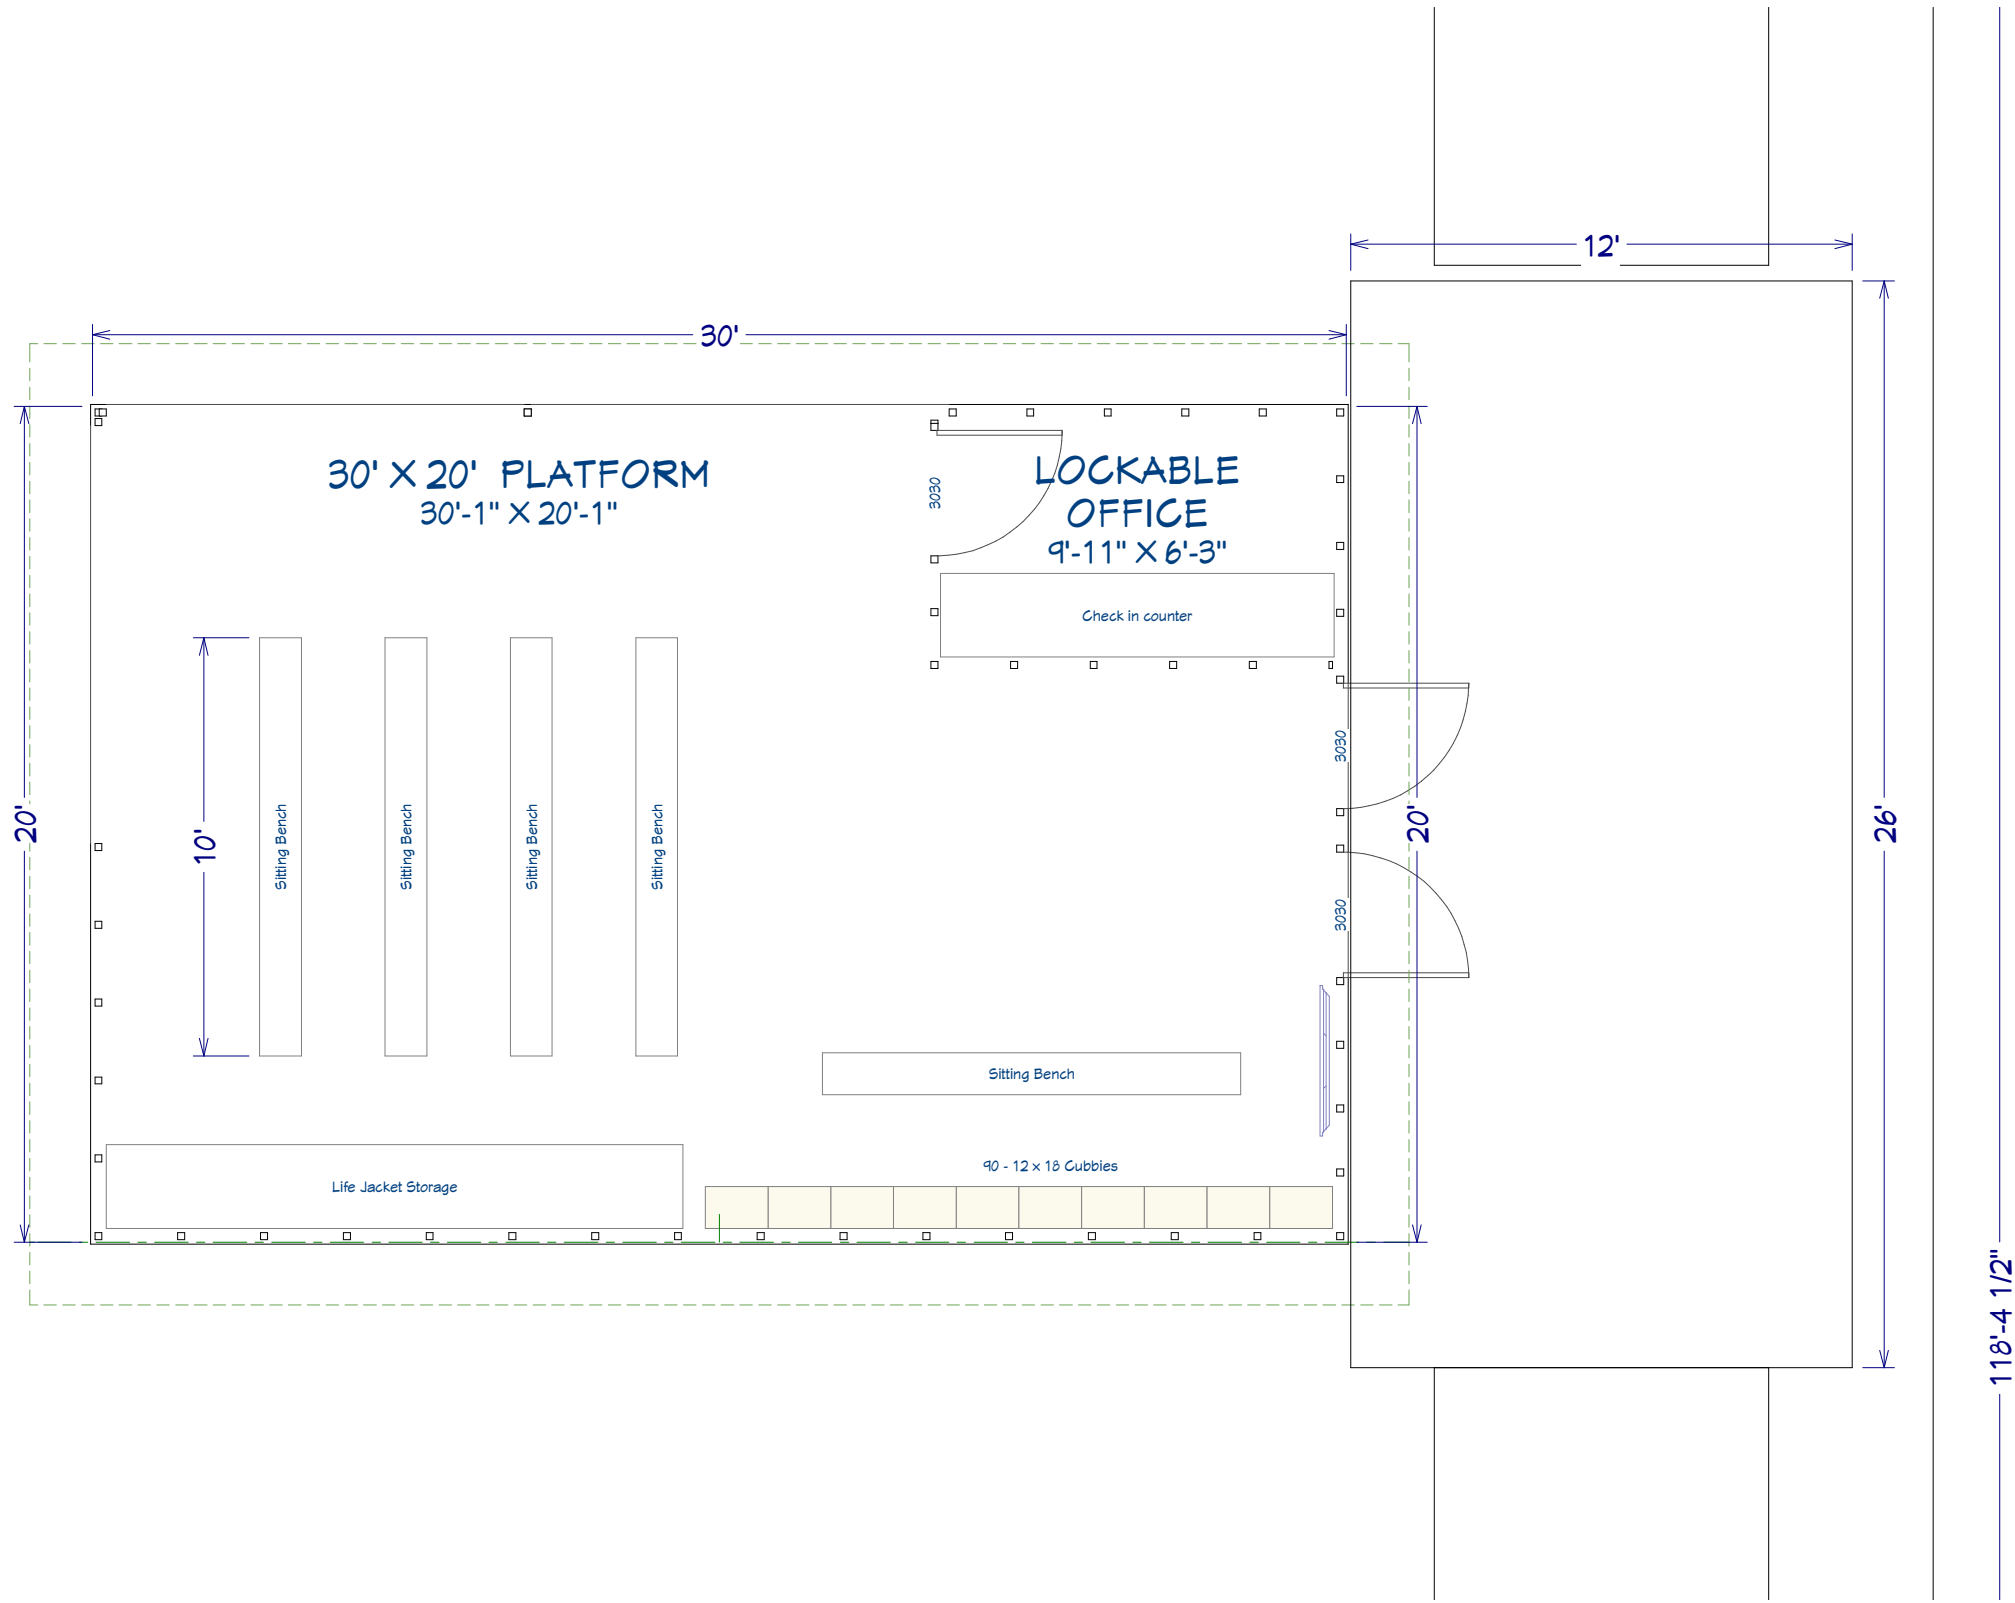 12'
30'
30' X 20' PLATFORM
30'-1" X 20'-1"
LOCKABLE
OFFICE
9'-11" X 6'-3"
3030
Check in counter
3030
3030
20'
10'
Sitting Bench
Sitting Bench
Sitting Bench
Sitting Bench
20'
26'
Sitting Bench
90 - 12 x 18 Cubbies
Life Jacket Storage
118'-4 1/2"